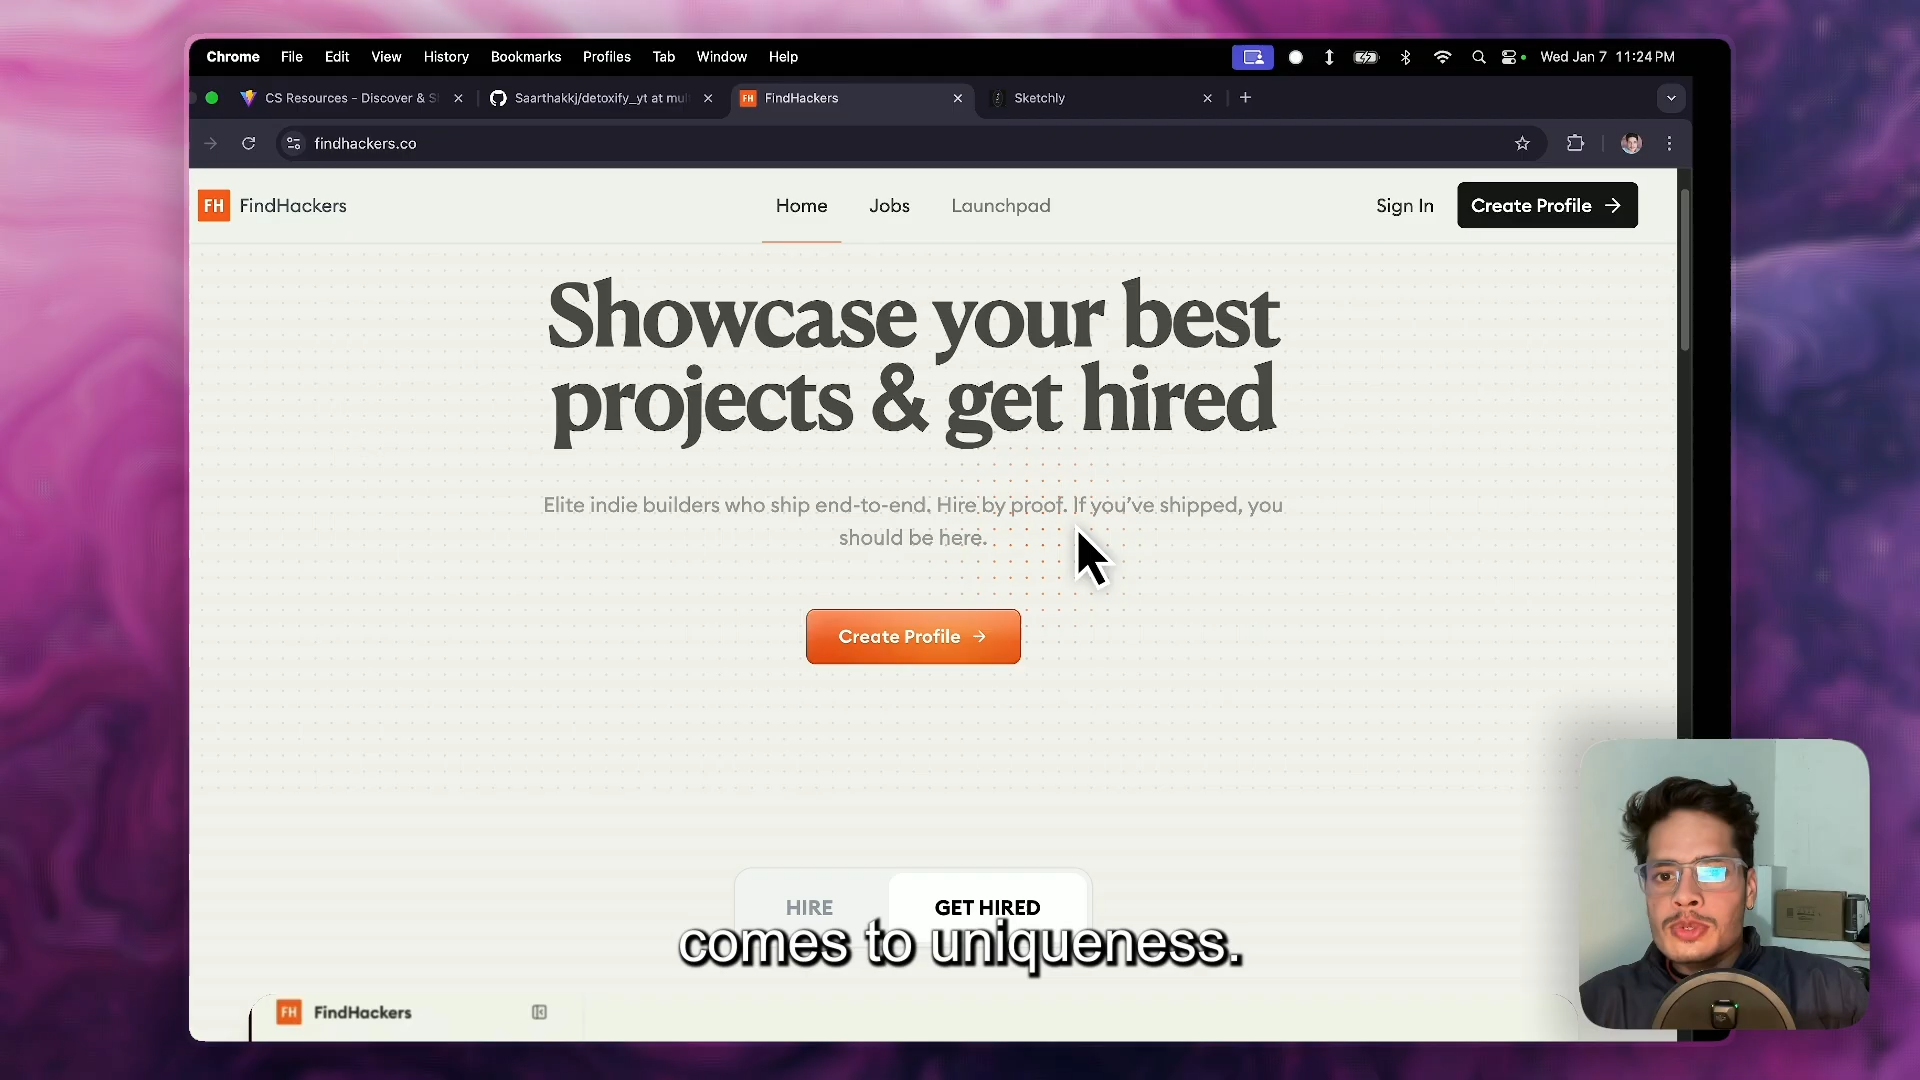 Chrome File Edit View History Bookmarks Profiles Tab Window Help Wed Jan 7 11:24 PM
CS Resources - Discover & S Saarthakkj/detoxify_yt at mul FindHackers Sketchly
findhackers.co
FH FindHackers Home Jobs Launchpad Sign In Create Profile →
Showcase your best
projects & get hired
Elite indie builders who ship end-to-end. Hire by proof. If you've shipped, you
should be here.
Create Profile →
HIRE GET HIRED
comes to uniqueness.
FH FindHackers